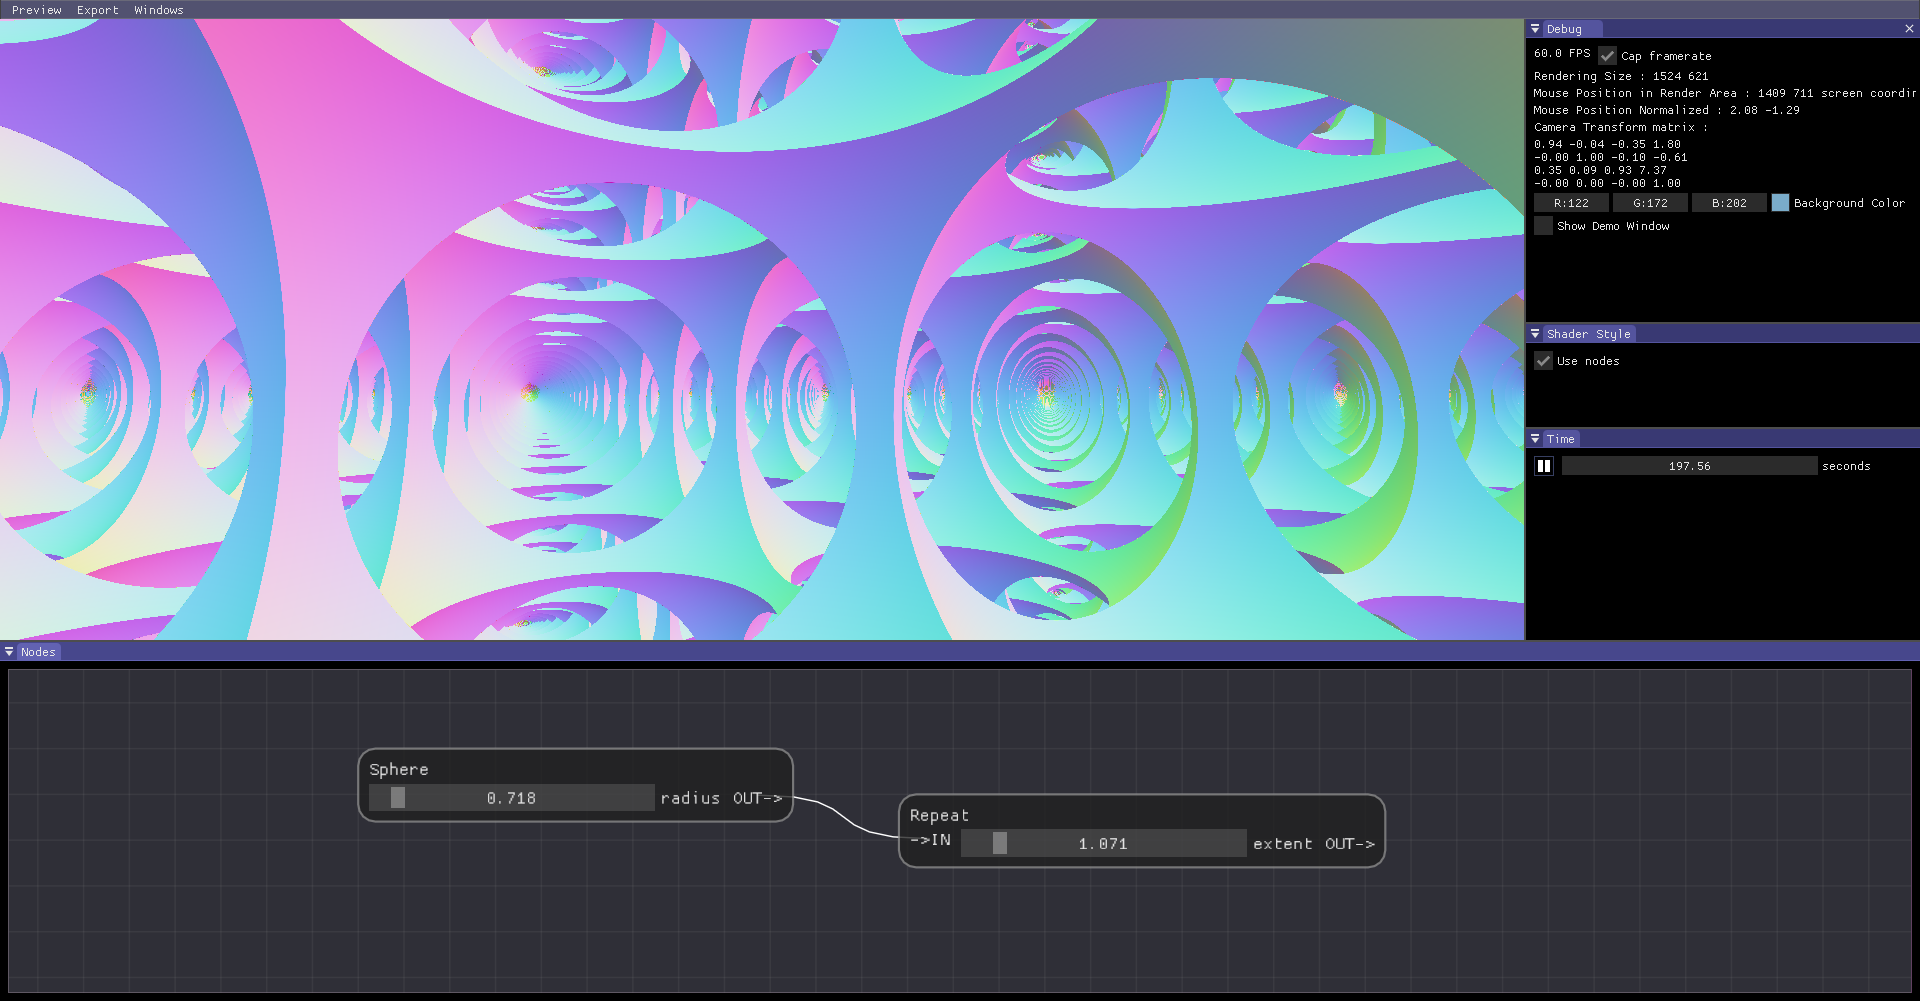 Preview Export Windows
Debug
60.0 FPS Cap framerate
Rendering Size : 1524 621
Mouse Position in Render Area : 1409 711 screen coordin
Mouse Position Normalized : 2.08 -1.29
Camera Transform matrix :
0.94 -0.04 -0.35 1.80
-0.00 1.00 -0.10 -0.61
0.35 0.09 0.93 7.37
-0.00 0.00 -0.00 1.00
R:122 G:172 B:202 Background Color
Show Demo Window
Shader Style
Use nodes
Time
197.56 seconds
Nodes
Sphere
0.718 radius OUT->
Repeat
->IN 1.071 extent OUT->